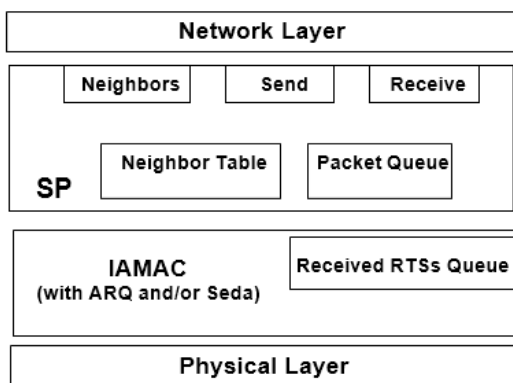 Network Layer
Neighbors
Send
Receive
Neighbor Table
Packet Queue
SP
IAMAC
(with ARQ and/or Seda)
Received RTSs Queue
Physical Layer